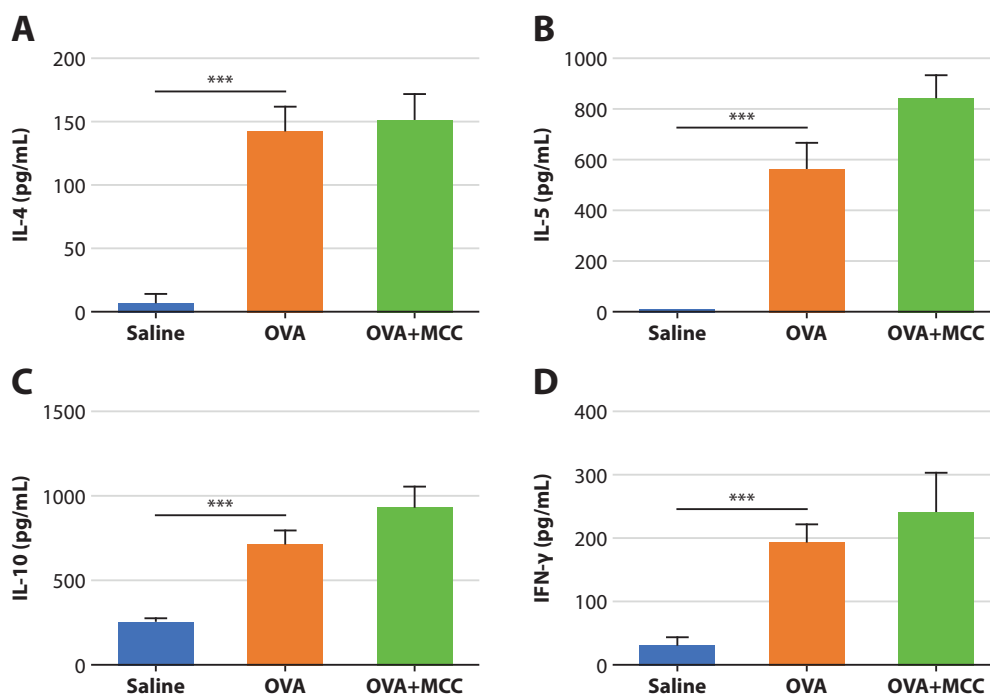 A
IL-4 (pg/mL)
200
150
100
50
0
***
Saline OVA OVA+MCC
B
IL-5 (pg/mL)
1000
800
600
400
200
0
***
Saline OVA OVA+MCC
C
IL-10 (pg/mL)
1500
1000
500
0
***
Saline OVA OVA+MCC
D
IFN-γ (pg/mL)
400
300
200
100
0
***
Saline OVA OVA+MCC